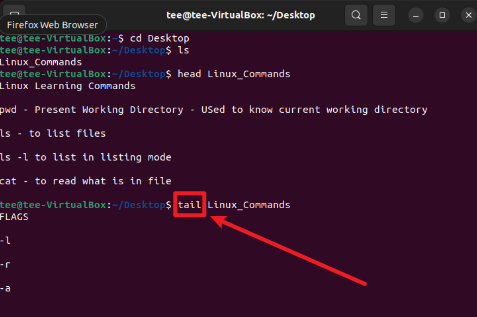 tee@tee-VirtualBox: ~/Desktop
tee@tee-VirtualBox:~$ cd Desktop
Firefox Web Browser
tee@tee-VirtualBox:~/Desktop$ ls
Linux_Commands
tee@tee-VirtualBox:~/Desktop$ head Linux_Commands
Linux Learning Commands
pwd - Present Working Directory - USed to know current working directory
ls - to list files
ls -l to list in listing mode
cat - to read what is in file
tee@tee-VirtualBox:~/Desktop$ tail Linux_Commands
FLAGS
-l
-r
-a